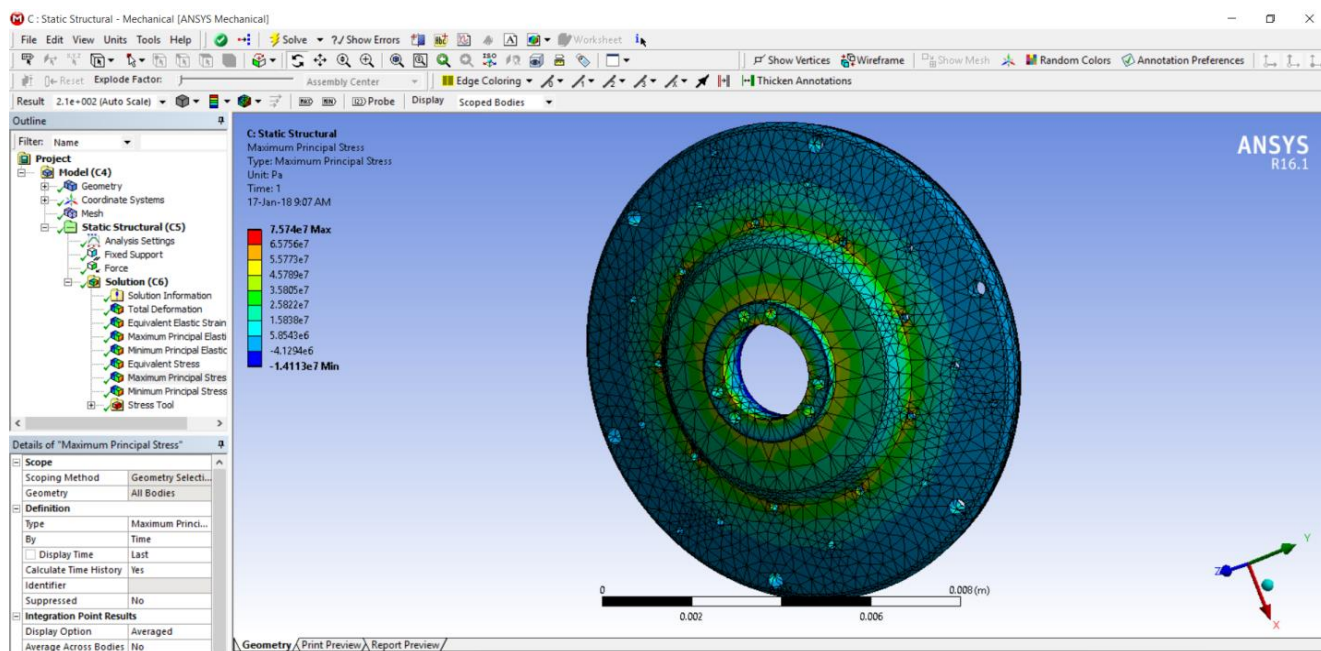 C : Static Structural - Mechanical [ANSYS Mechanical]
File Edit View Units Tools Help Solve ?/ Show Errors Worksheet
Show Vertices Wireframe Show Mesh Random Colors Annotation Preferences
Reset Explode Factor: Assembly Center Edge Coloring Thicken Annotations
Result 2.1e+002 (Auto Scale) Probe Display Scoped Bodies
Outline
Filter: Name
Project
Model (C4)
Geometry
Coordinate Systems
Mesh
Static Structural (C5)
Analysis Settings
Fixed Support
Force
Solution (C6)
Solution Information
Total Deformation
Equivalent Elastic Strain
Maximum Principal Elasti
Minimum Principal Elastic
Equivalent Stress
Maximum Principal Stres
Minimum Principal Stress
Stress Tool
Details of "Maximum Principal Stress"
Scope
Scoping Method Geometry Selecti...
Geometry All Bodies
Definition
Type Maximum Princi...
By Time
Display Time Last
Calculate Time History Yes
Identifier
Suppressed No
Integration Point Results
Display Option Averaged
Average Across Bodies No
C: Static Structural
Maximum Principal Stress
Type: Maximum Principal Stress
Unit: Pa
Time: 1
17-Jan-18 9:07 AM
7.574e7 Max
6.5756e7
5.5773e7
4.5789e7
3.5805e7
2.5822e7
1.5838e7
5.8543e6
-4.1294e6
-1.4113e7 Min
ANSYS
R16.1
0 0.008 (m)
0.002 0.006
Y
Z
X
Geometry Print Preview Report Preview